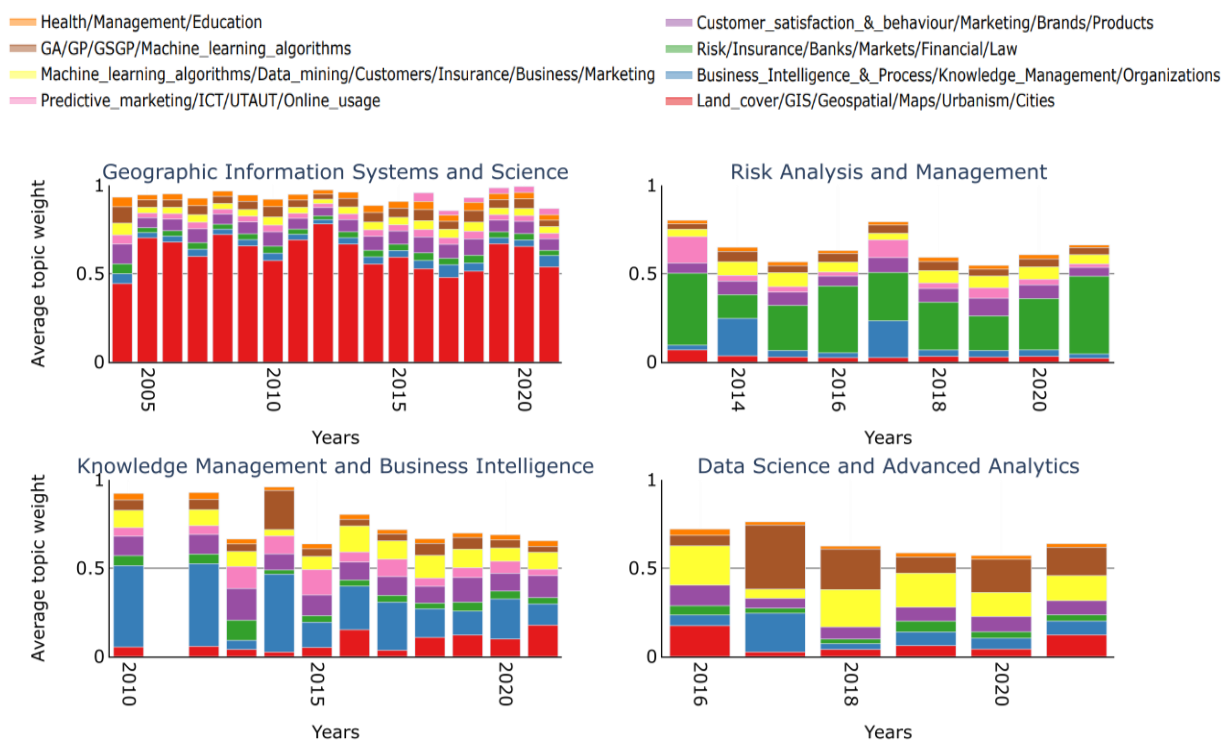 Health/Management/Education
GA/GP/GSGP/Machine_learning_algorithms
Machine_learning_algorithms/Data_mining/Customers/Insurance/Business/Marketing
Predictive_marketing/ICT/UTAUT/Online_usage
Customer_satisfaction_&_behaviour/Marketing/Brands/Products
Risk/Insurance/Banks/Markets/Financial/Law
Business_Intelligence_&_Process/Knowledge_Management/Organizations
Land_cover/GIS/Geospatial/Maps/Urbanism/Cities
Geographic Information Systems and Science
Average topic weight
1
0.5
0
2005
2010
2015
2020
Years
Risk Analysis and Management
1
0.5
0
2014
2016
2018
2020
Years
Knowledge Management and Business Intelligence
Average topic weight
1
0.5
0
2010
2015
2020
Years
Data Science and Advanced Analytics
1
0.5
0
2016
2018
2020
Years